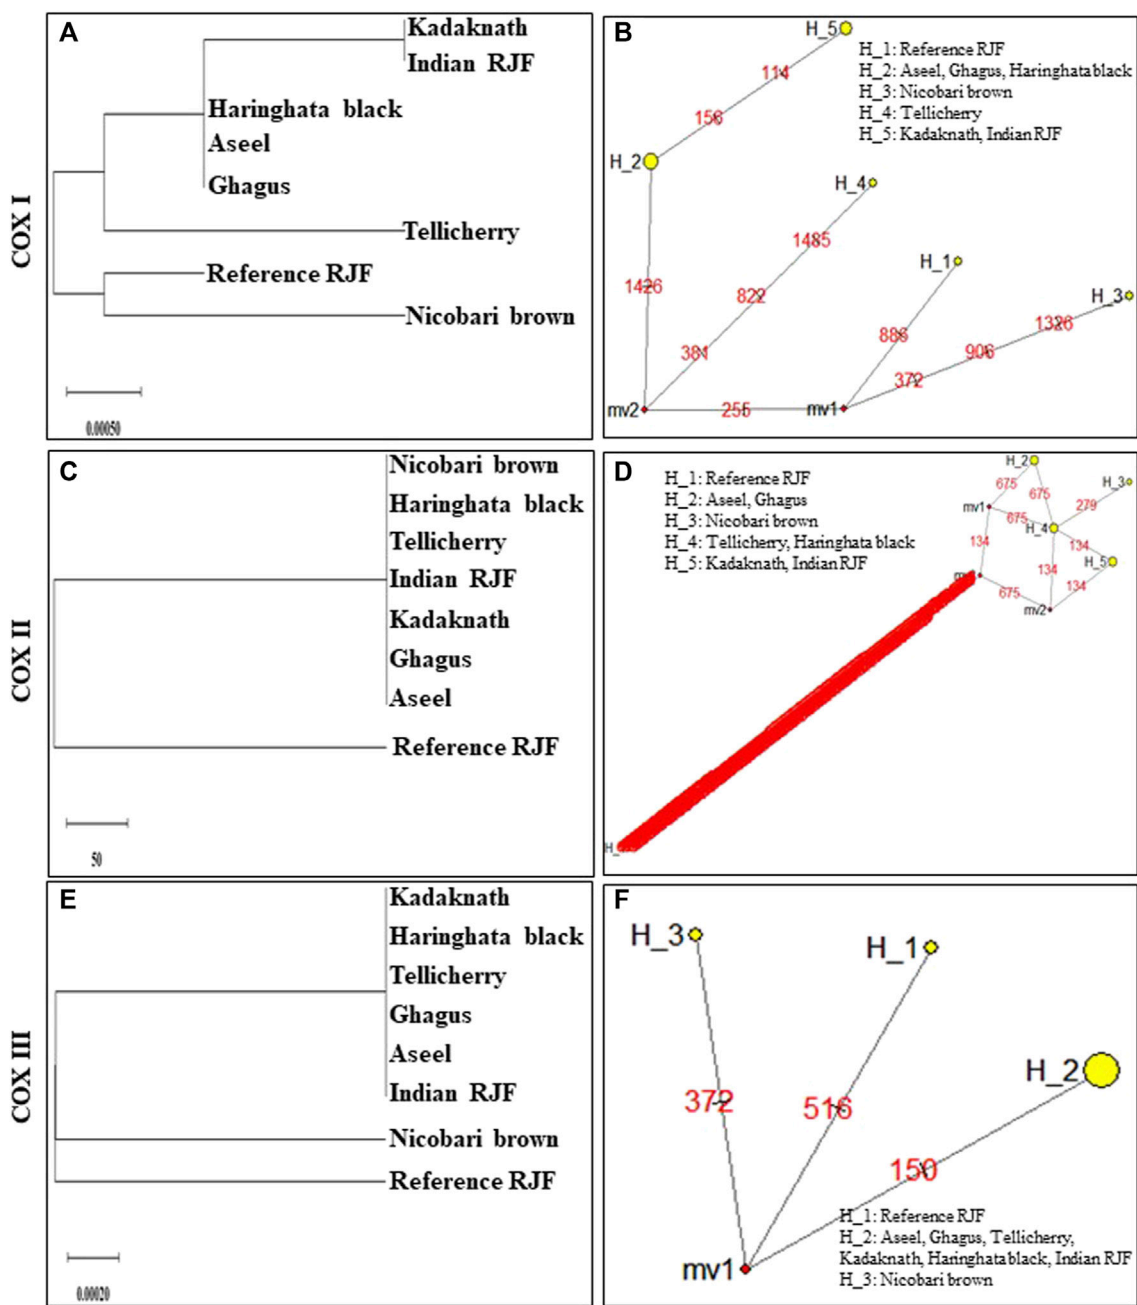 A
COX I
Kadaknath
Indian RJF
Haringhata black
Aseel
Ghagus
Tellicherry
Reference RJF
Nicobari brown
0.00050
B
H_5
H_1: Reference RJF
H_2: Aseel, Ghagus, Haringhata black
H_3: Nicobari brown
H_4: Tellicherry
H_5: Kadaknath, Indian RJF
114
156
H_2
H_4
1485
H_1
1426
822
H_3
1326
886
906
381
372
mv2
255
mv1
C
COX II
Nicobari brown
Haringhata black
Tellicherry
Indian RJF
Kadaknath
Ghagus
Aseel
Reference RJF
50
D
H_1: Reference RJF
H_2: Aseel, Ghagus
H_3: Nicobari brown
H_4: Tellicherry, Haringhata black
H_5: Kadaknath, Indian RJF
H_2
675
675
H_3
279
mv1
675
H_4
134
134
H_5
134
134
675
mv2
H_
E
COX III
Kadaknath
Haringhata black
Tellicherry
Ghagus
Aseel
Indian RJF
Nicobari brown
Reference RJF
0.00020
F
H_3
H_1
H_2
372
516
150
mv1
H_1: Reference RJF
H_2: Aseel, Ghagus, Tellicherry,
Kadaknath, Haringhata black, Indian RJF
H_3: Nicobari brown